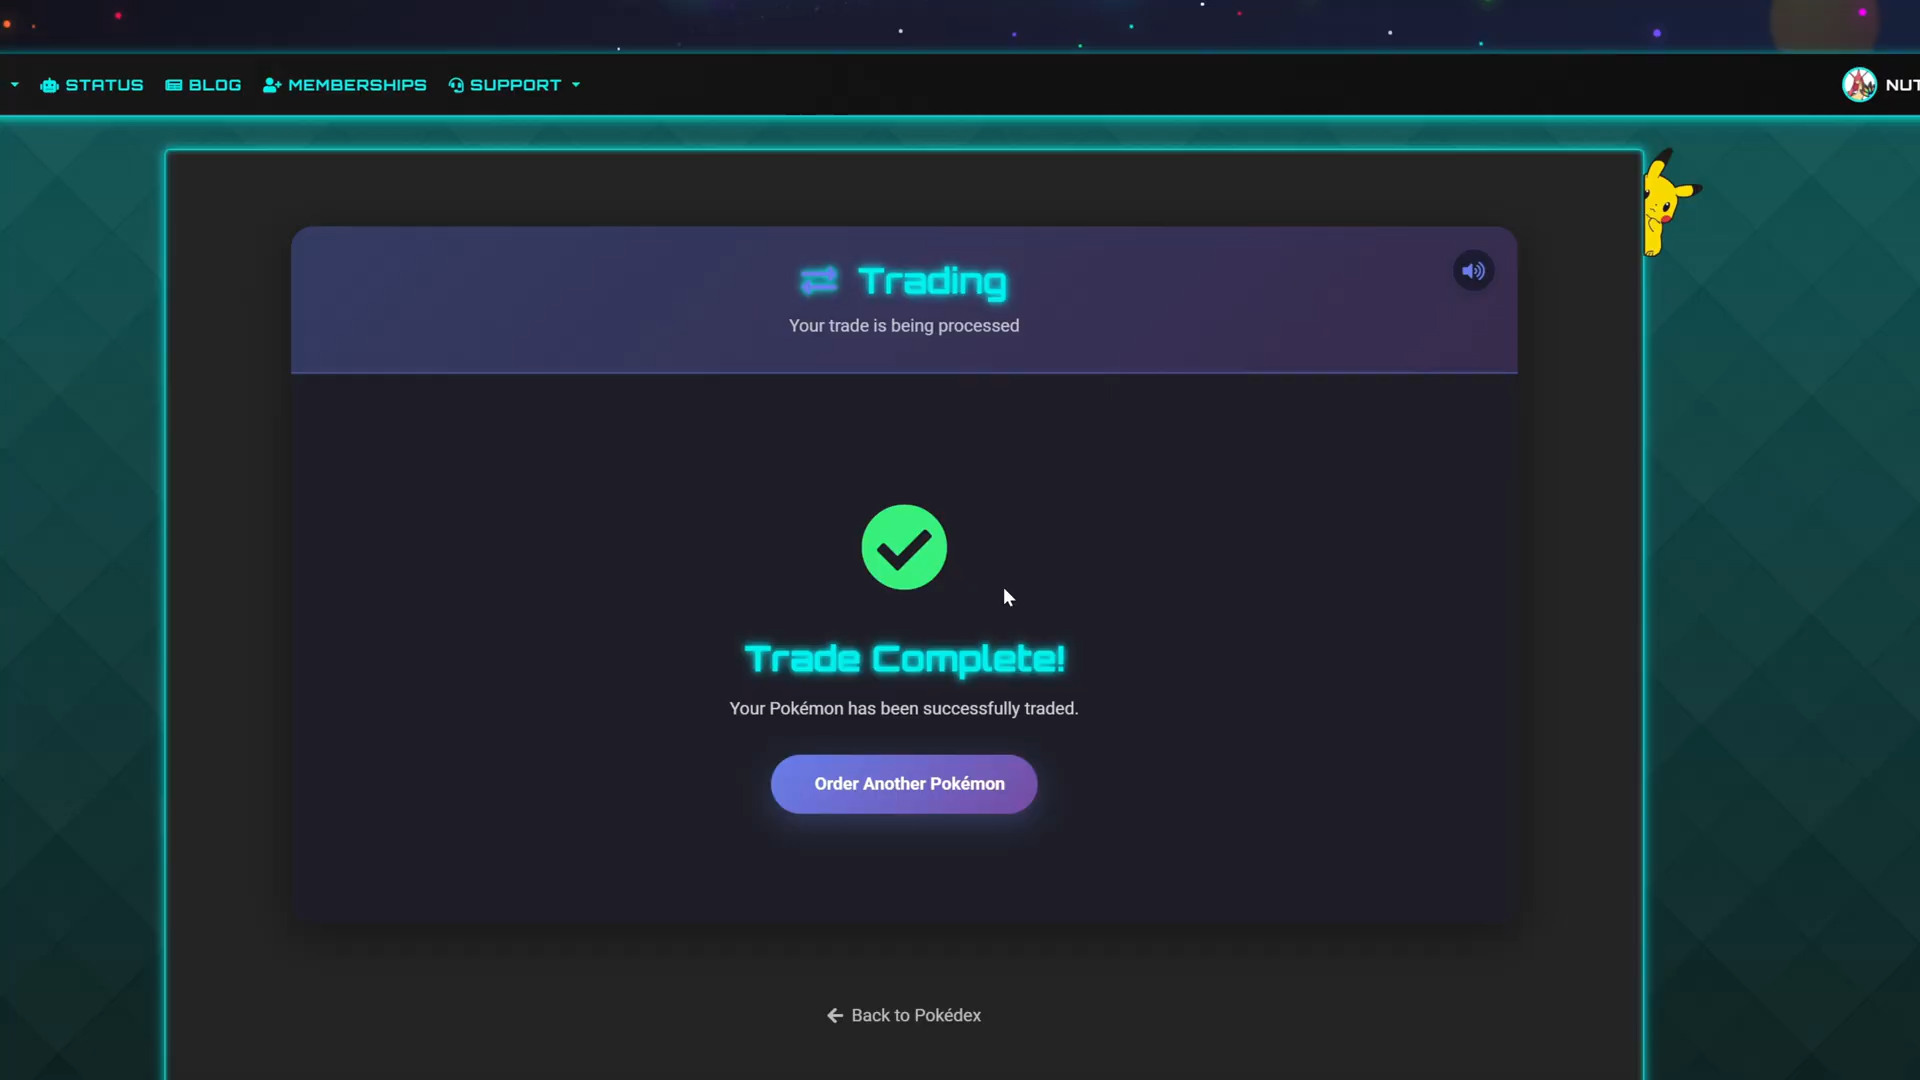 STATUS BLOG MEMBERSHIPS SUPPORT NUT
Trading
Your trade is being processed
Trade Complete!
Your Pokémon has been successfully traded.
Order Another Pokémon
Back to Pokédex